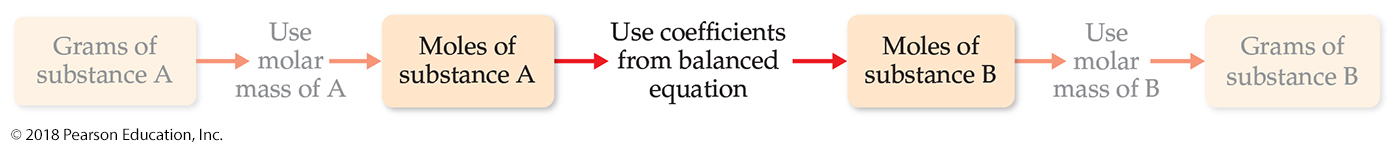 Grams of
substance A
Use
molar
mass of A
Moles of
substance A
Use coefficients
from balanced
equation
Moles of
substance B
Use
molar
mass of B
Grams of
substance B
© 2018 Pearson Education, Inc.